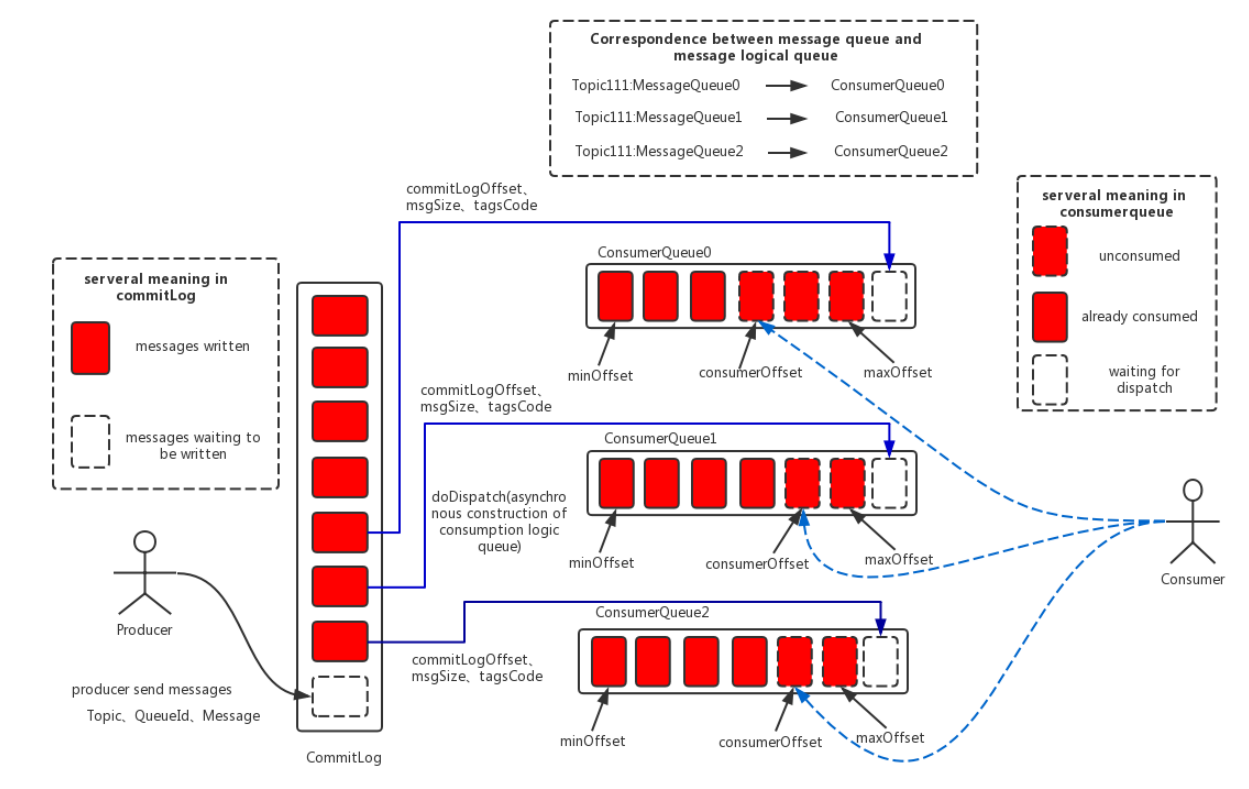 Correspondence between message queue and
message logical queue
Topic111:MessageQueue0
ConsumerQueue0
Topic111:MessageQueue1
ConsumerQueue1
Topic111:MessageQueue2
ConsumerQueue2
commitLogOffset、
msgSize、tagsCode
serveral meaning in
consumerqueue
unconsumed
already consumed
waiting for
dispatch
serveral meaning in
commitLog
messages written
messages waiting to
be written
ConsumerQueue0
minOffset
consumerOffset
maxOffset
commitLogOffset、
msgSize、tagsCode
ConsumerQueue1
doDispatch(asynchro
nous construction of
consumption logic
queue)
minOffset
consumerOffset
maxOffset
Consumer
Producer
ConsumerQueue2
commitLogOffset、
msgSize、tagsCode
producer send messages
Topic、QueueId、Message
minOffset
consumerOffset
maxOffset
CommitLog